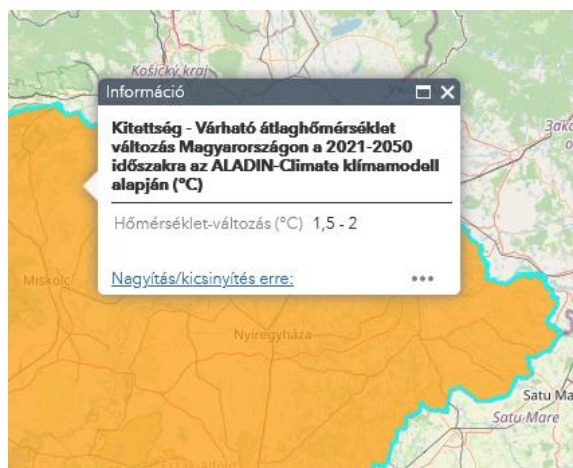 Košický kraj
Információ
Kitettség - Várható átlaghőmérséklet
változás Magyarországon a 2021-2050
időszakra az ALADIN-Climate klímamodell
alapján (°C)
Hőmérséklet-változás (°C) 1,5 - 2
Nagyítás/kicsinyítés erre:
Miskolc
Nyíregyháza
Satu Ma
Satu Mare